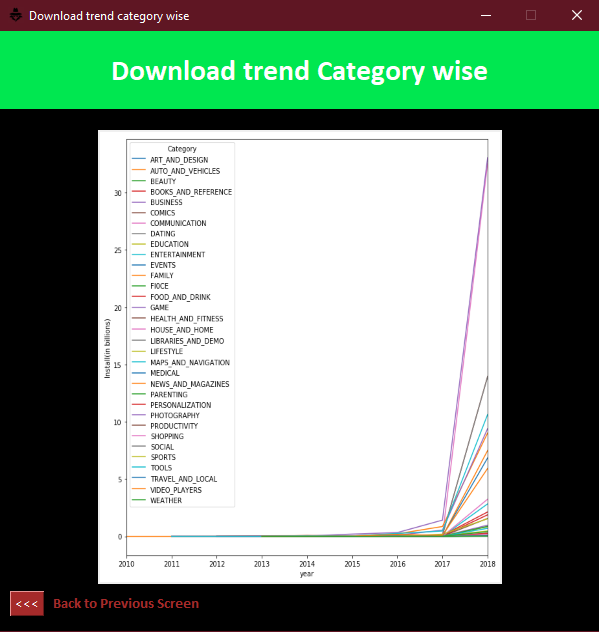 Download trend category wise
Download trend Category wise
Category
ART_AND_DESIGN
AUTO_AND_VEHICLES
BEAUTY
BOOKS_AND_REFERENCE
BUSINESS
COMICS
COMMUNICATION
DATING
EDUCATION
ENTERTAINMENT
EVENTS
FAMILY
FI0CE
FOOD_AND_DRINK
GAME
HEALTH_AND_FITNESS
HOUSE_AND_HOME
LIBRARIES_AND_DEMO
LIFESTYLE
MAPS_AND_NAVIGATION
MEDICAL
NEWS_AND_MAGAZINES
PARENTING
PERSONALIZATION
PHOTOGRAPHY
PRODUCTIVITY
SHOPPING
SOCIAL
SPORTS
TOOLS
TRAVEL_AND_LOCAL
VIDEO_PLAYERS
WEATHER
Install(in billions)
30
25
20
15
10
5
0
2010 2011 2012 2013 2014 2015 2016 2017 2018
year
<<< Back to Previous Screen